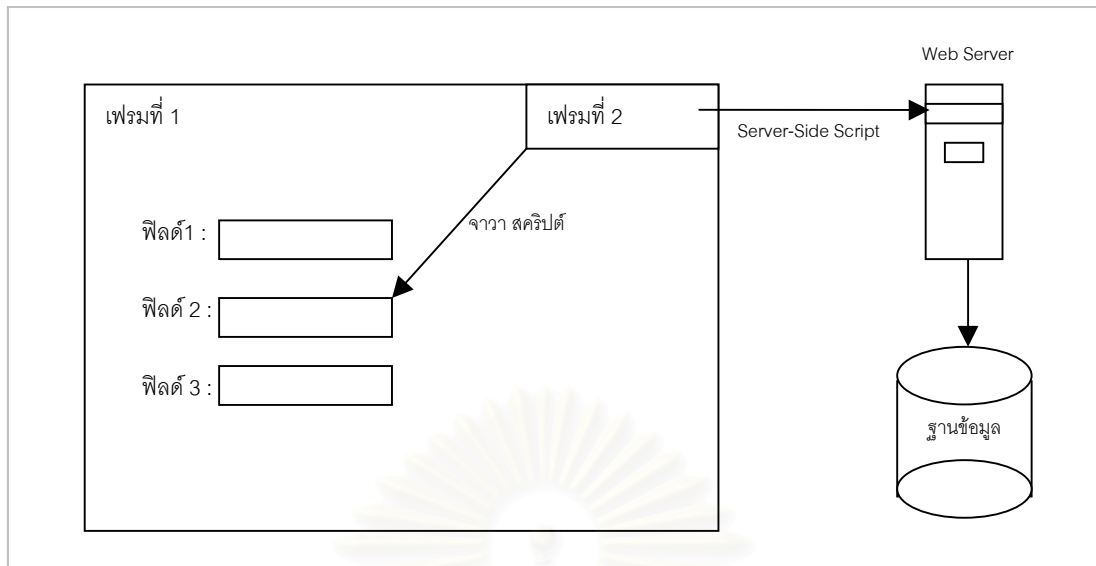 Web Server
เฟรมที่ 1
เฟรมที่ 2
Server-Side Script
จาวา สคริปต์
ฟิลด์1 :
ฟิลด์ 2 :
ฟิลด์ 3 :
ฐานข้อมูล